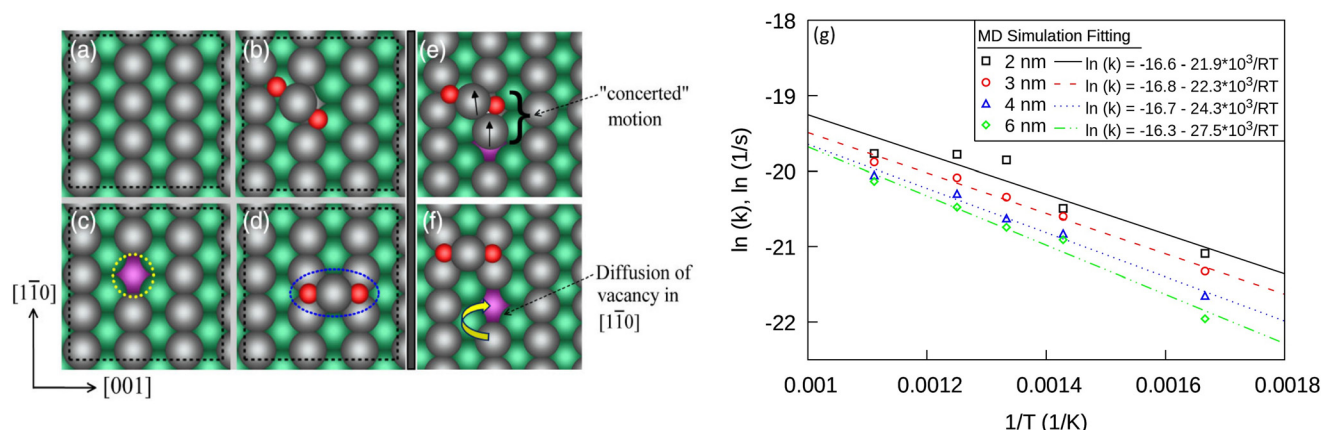 (a)
(b)
(e)
"concerted"
motion
(c)
(d)
(f)
Diffusion of
vacancy in
[11̄0]
[11̄0]
[001]
(g)
MD Simulation Fitting
2 nm ln (k) = -16.6 - 21.9*10³/RT
3 nm ln (k) = -16.8 - 22.3*10³/RT
4 nm ln (k) = -16.7 - 24.3*10³/RT
6 nm ln (k) = -16.3 - 27.5*10³/RT
ln (k), ln (1/s)
-18
-19
-20
-21
-22
0.001 0.0012 0.0014 0.0016 0.0018
1/T (1/K)